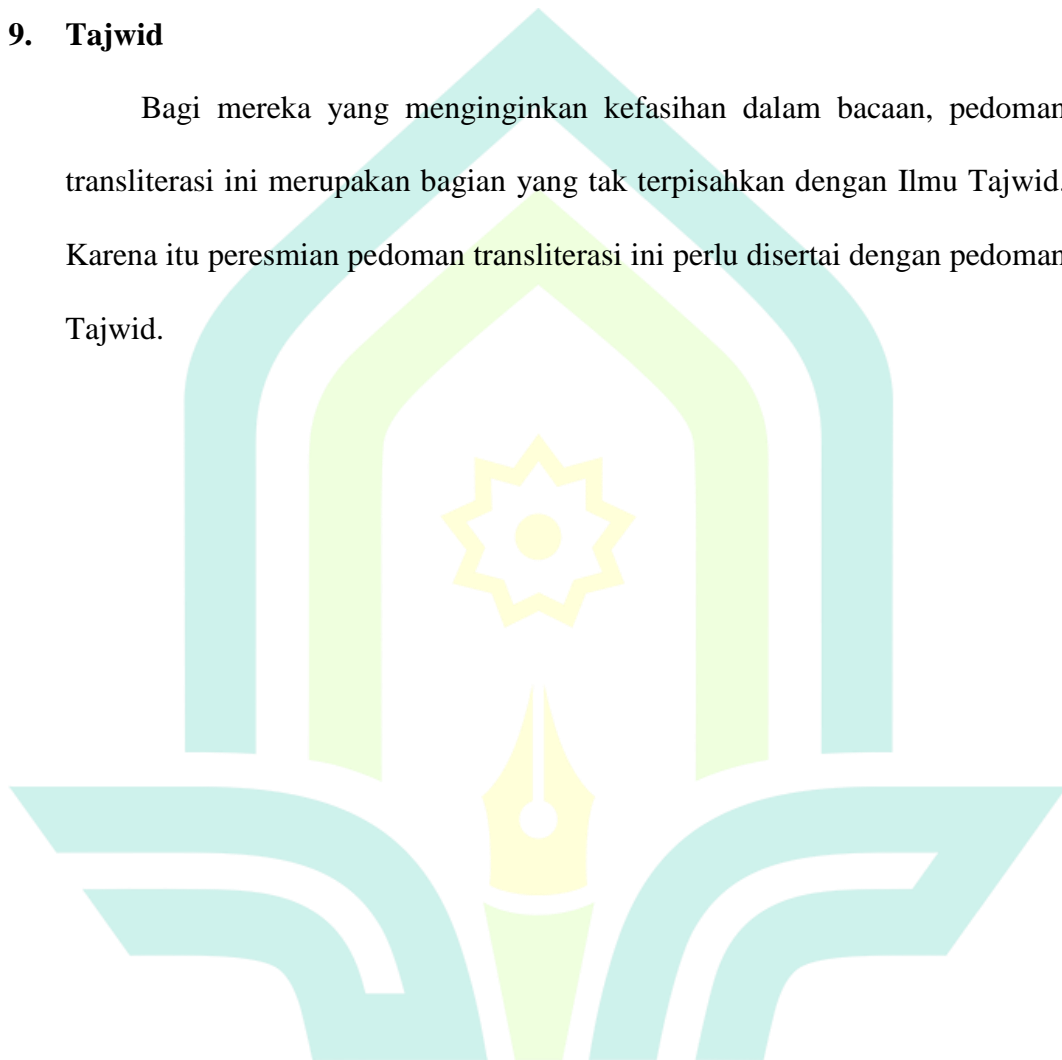 9. Tajwid
Bagi mereka yang menginginkan kefasihan dalam bacaan, pedoman
transliterasi ini merupakan bagian yang tak terpisahkan dengan Ilmu Tajwid.
Karena itu peresmian pedoman transliterasi ini perlu disertai dengan pedoman
Tajwid.